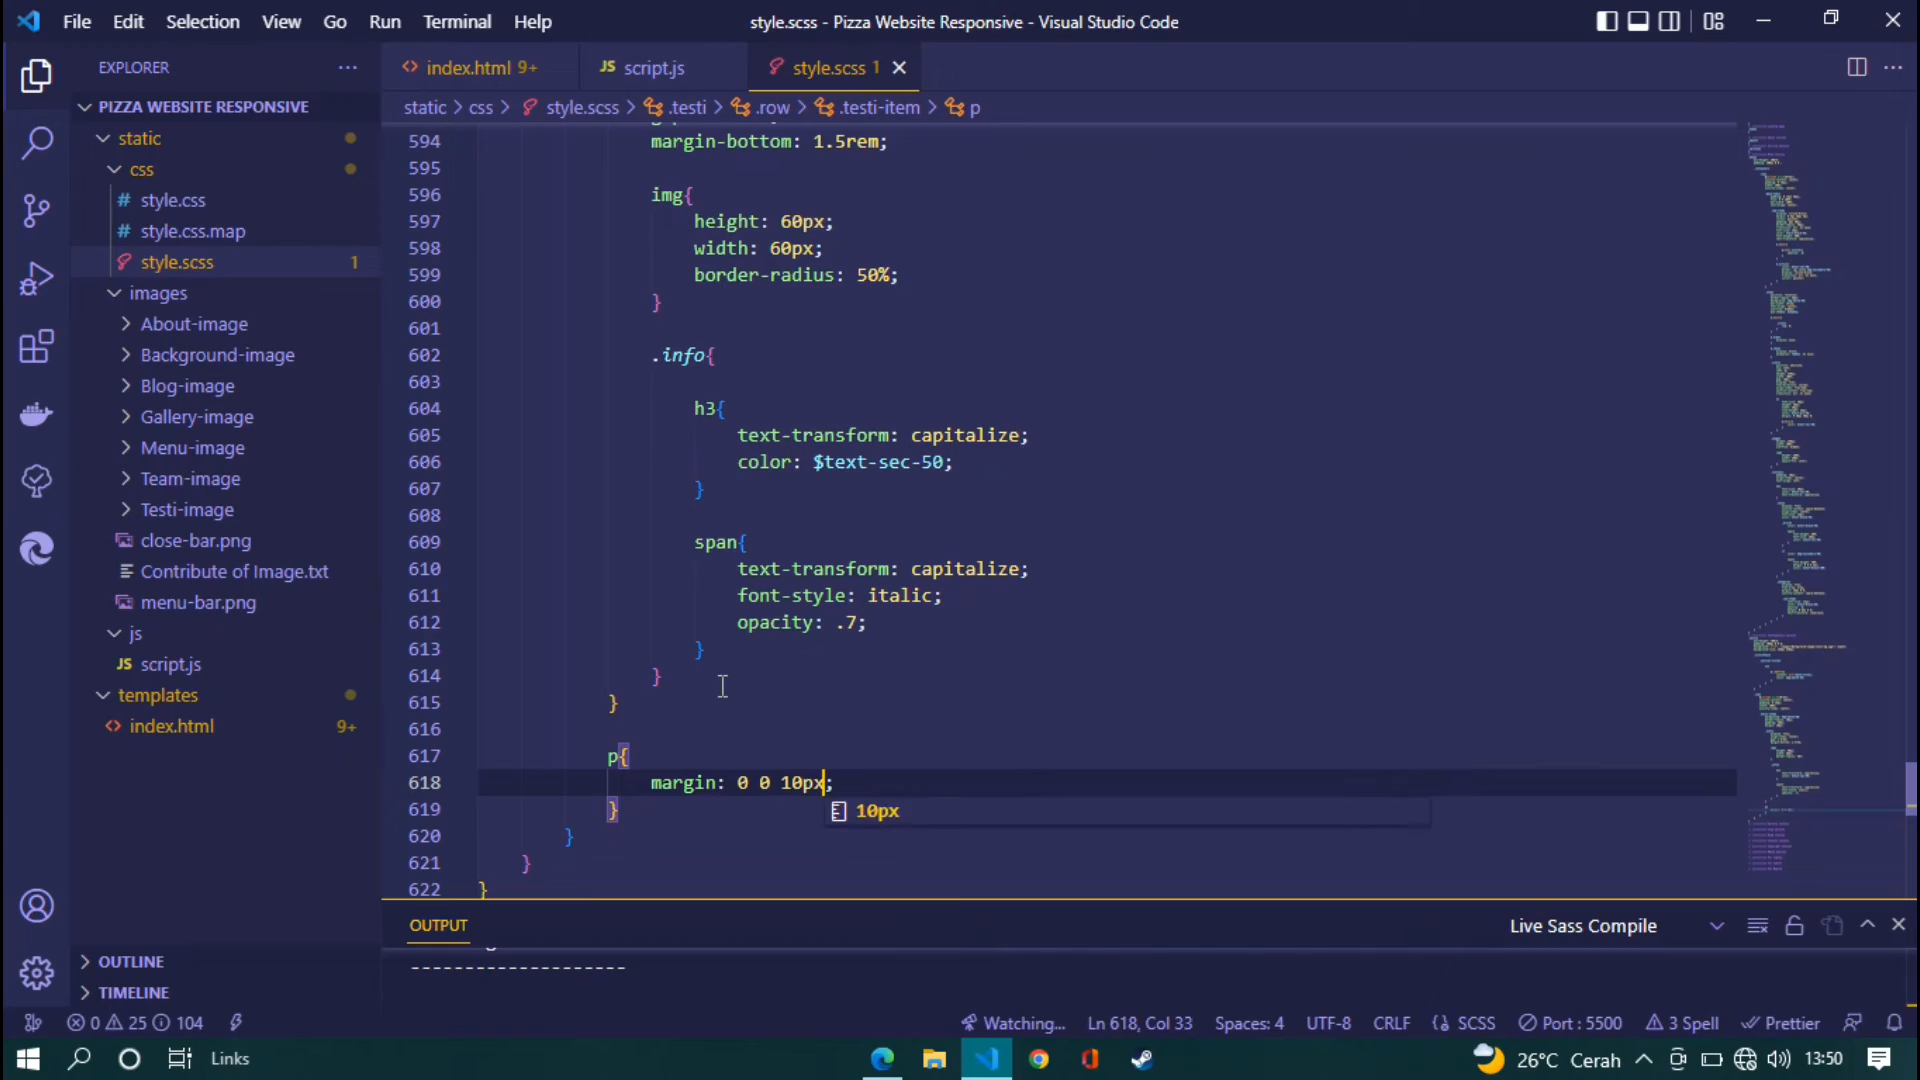 File Edit Selection View Go Run Terminal Help
style.scss - Pizza Website Responsive - Visual Studio Code
EXPLORER
PIZZA WEBSITE RESPONSIVE
static
css
style.css
style.css.map
style.scss 1
images
About-image
Background-image
Blog-image
Gallery-image
Menu-image
Team-image
Testi-image
close-bar.png
Contribute of Image.txt
menu-bar.png
js
JS script.js
templates
index.html 9+
OUTLINE
TIMELINE
index.html 9+
JS script.js
style.scss 1
static > css > style.scss > .testi > .row > .testi-item > p
594 margin-bottom: 1.5rem;
595
596 img{
597 height: 60px;
598 width: 60px;
599 border-radius: 50%;
600 }
601
602 .info{
603
604 h3{
605 text-transform: capitalize;
606 color: $text-sec-50;
607 }
608
609 span{
610 text-transform: capitalize;
611 font-style: italic;
612 opacity: .7;
613 }
614 }
615 }
616
617 p{
618 margin: 0 0 10px;
10px
619 }
620 }
621 }
622 }
OUTPUT
Live Sass Compile
--------------------
0 25 104
Watching... Ln 618, Col 33 Spaces: 4 UTF-8 CRLF SCSS Port : 5500 3 Spell Prettier
Links
26°C Cerah
13:50